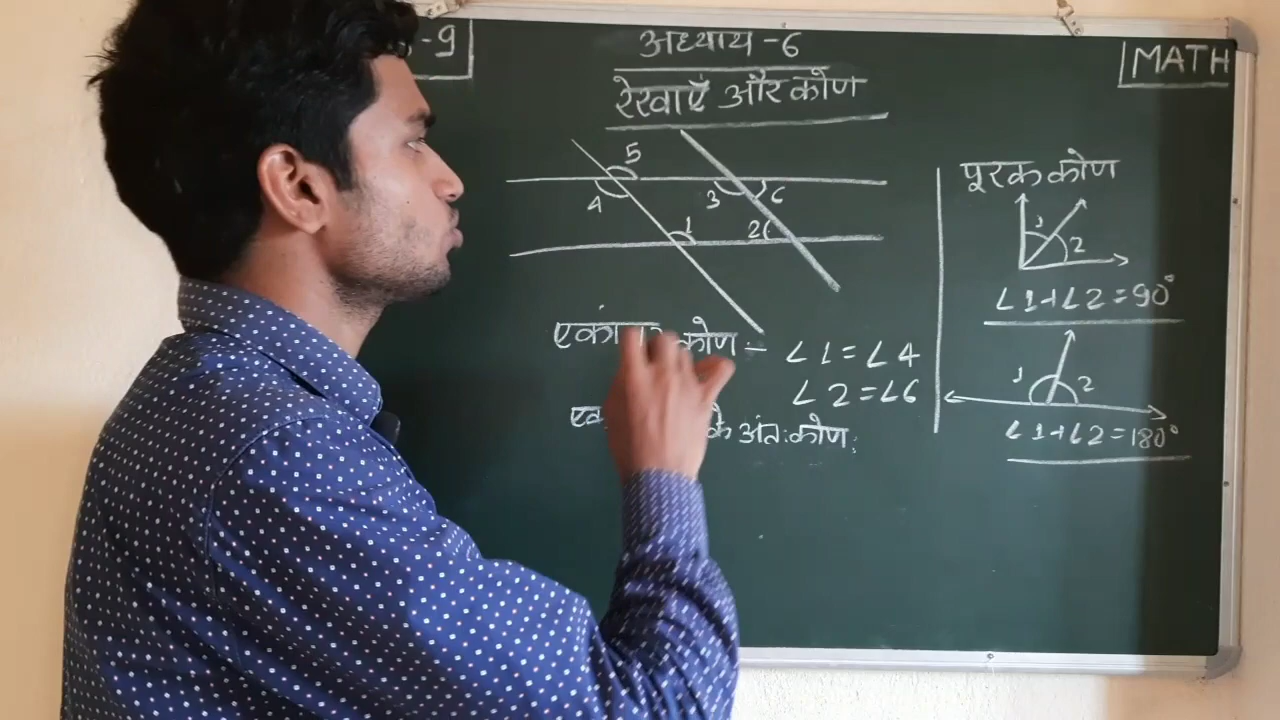 -9
अध्याय -6
MATH
रेखाएँ और कोण
5
4
3
6
1
2
कोण:- ∠1=∠4
∠2=∠6
के अंतःकोण:
पूरक कोण
1
2
∠1+∠2=90°
1
2
∠1+∠2=180°